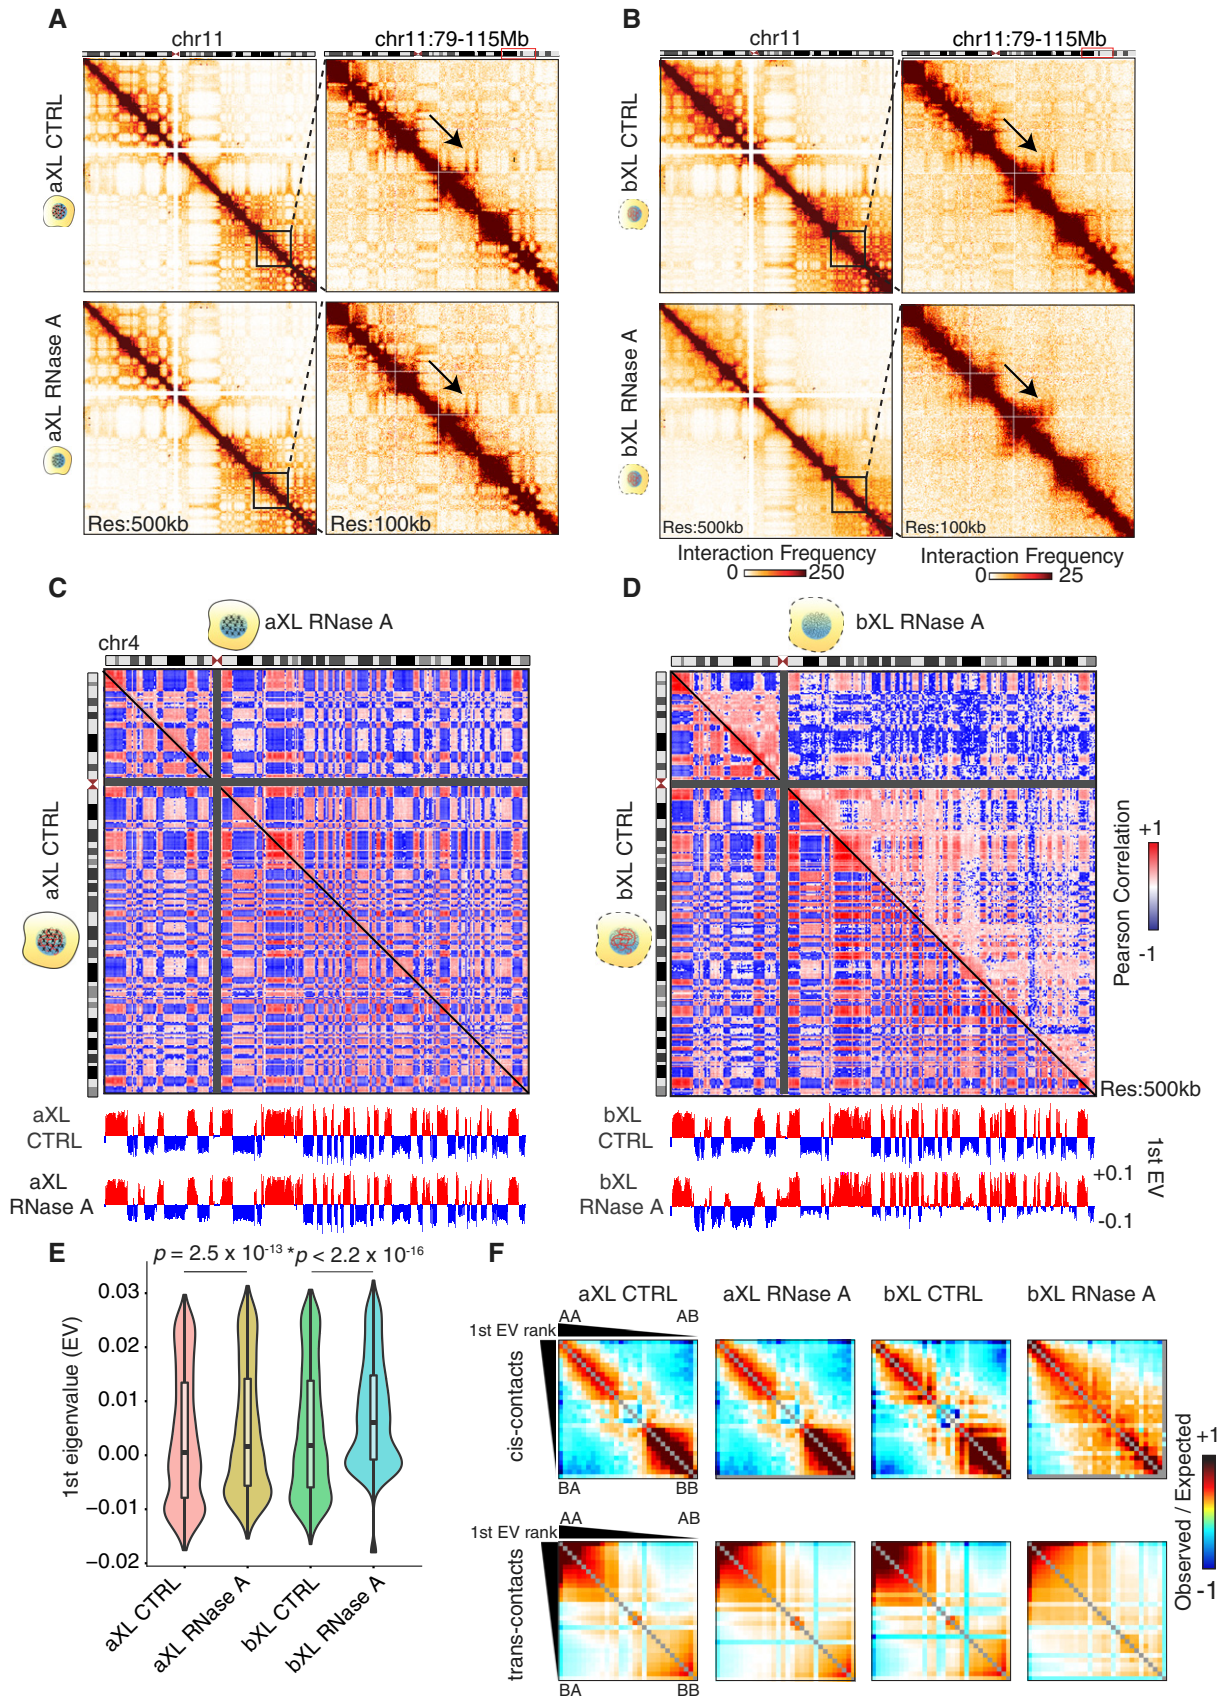 A
B
chr11
chr11:79-115Mb
chr11
chr11:79-115Mb
aXL CTRL
bXL CTRL
aXL RNase A
bXL RNase A
Res:500kb
Res:100kb
Res:500kb
Res:100kb
Interaction Frequency
0 250
Interaction Frequency
0 25
C
D
aXL RNase A
bXL RNase A
chr4
aXL CTRL
bXL CTRL
Pearson Correlation
+1
-1
Res:500kb
aXL
CTRL
aXL
RNase A
bXL
CTRL
bXL
RNase A
1st EV
+0.1
-0.1
E
p = 2.5 x 10-13 *p < 2.2 x 10-16
1st eigenvalue (EV)
0.03
0.02
0.01
0.00
−0.01
−0.02
aXL CTRL
aXL RNase A
bXL CTRL
bXL RNase A
F
aXL CTRL
aXL RNase A
bXL CTRL
bXL RNase A
AA
AB
1st EV rank
cis-contacts
BA
BB
AA
AB
1st EV rank
trans-contacts
BA
BB
Observed / Expected
+1
-1